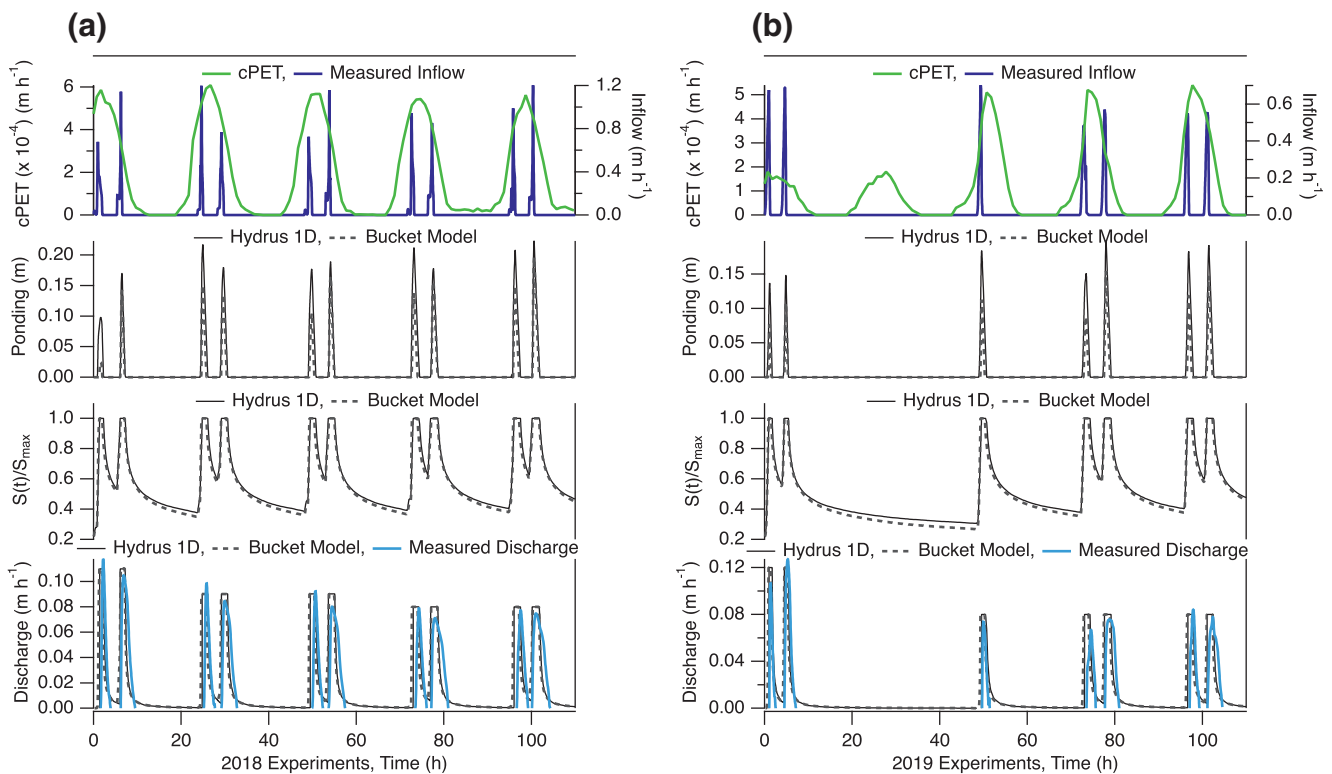 (a)
cPET, Measured Inflow
cPET (x 10⁻⁴) (m h⁻¹)
6
4
2
0
1.2
0.9
0.6
0.3
0.0
Inflow (m h⁻¹)
Hydrus 1D, Bucket Model
Ponding (m)
0.20
0.15
0.10
0.05
0.00
Hydrus 1D, Bucket Model
S(t)/Smax
1.0
0.8
0.6
0.4
0.2
Hydrus 1D, Bucket Model, Measured Discharge
Discharge (m h⁻¹)
0.10
0.08
0.06
0.04
0.02
0.00
0 20 40 60 80 100
2018 Experiments, Time (h)
(b)
cPET, Measured Inflow
cPET (x 10⁻⁴) (m h⁻¹)
5
4
3
2
1
0
0.6
0.4
0.2
0.0
Inflow (m h⁻¹)
Hydrus 1D, Bucket Model
Ponding (m)
0.15
0.10
0.05
0.00
Hydrus 1D, Bucket Model
S(t)/Smax
1.0
0.8
0.6
0.4
0.2
Hydrus 1D, Bucket Model, Measured Discharge
Discharge (m h⁻¹)
0.12
0.08
0.04
0.00
0 20 40 60 80 100
2019 Experiments, Time (h)